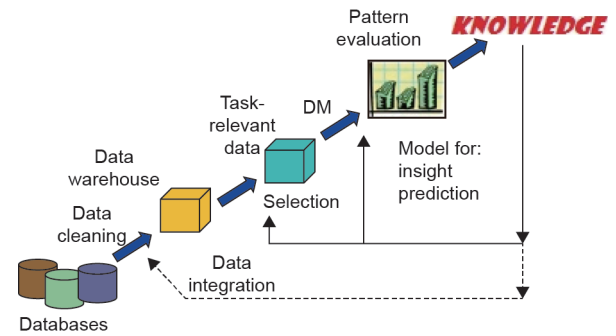 Pattern
evaluation
KNOWLEDGE
Task-
relevant
data
DM
Model for:
insight
prediction
Data
warehouse
Selection
Data
cleaning
Data
integration
Databases